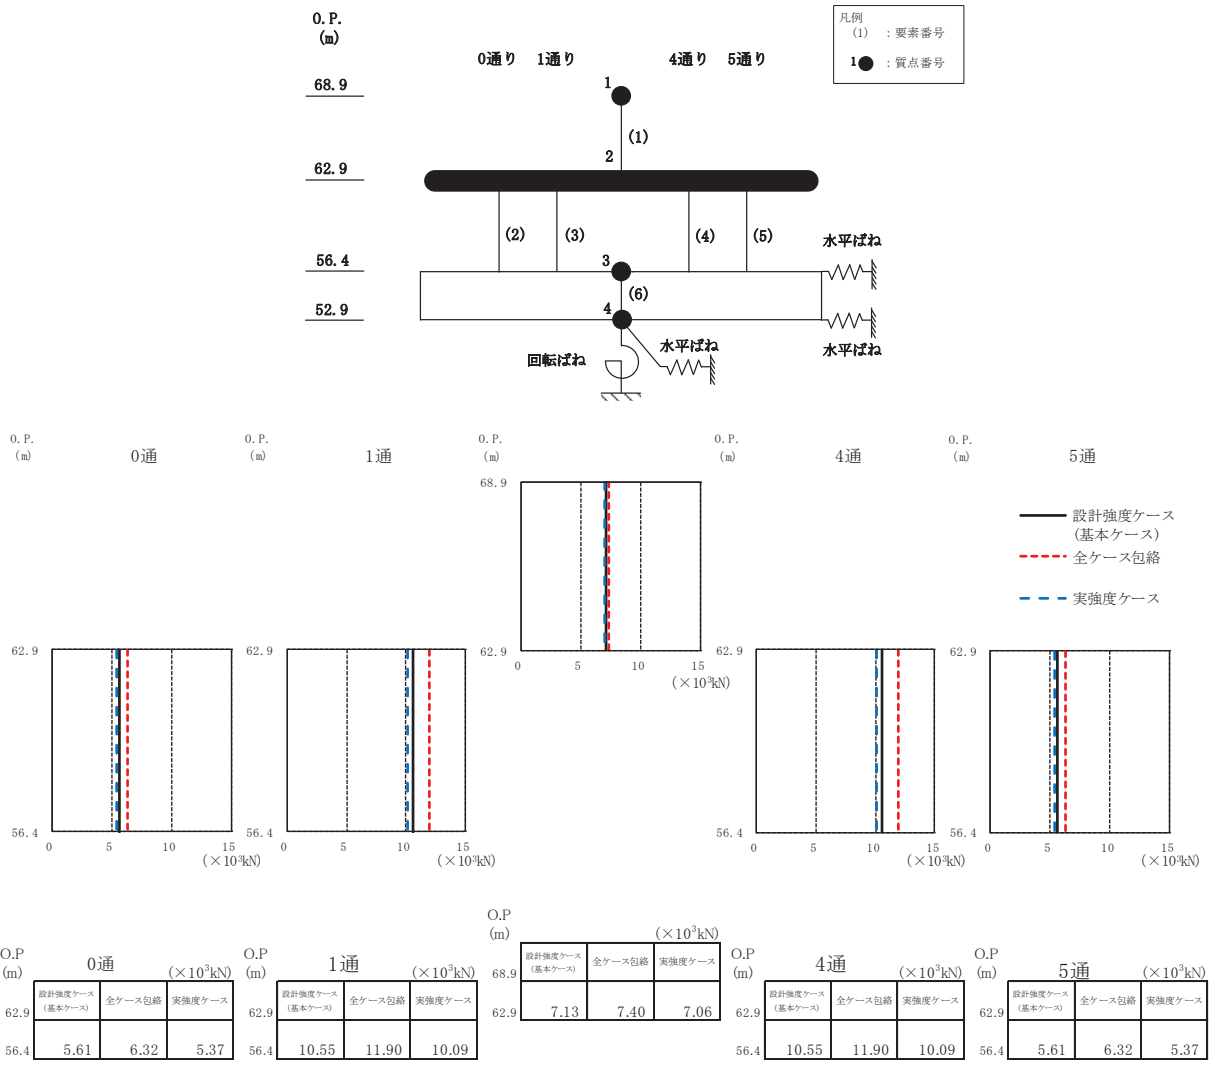 O.P.
(m)
0通り 1通り 4通り 5通り
凡例
(1) ：要素番号
1 ：質点番号
68.9
1
(1)
2
62.9
(2) (3) (4) (5)
水平ばね
56.4
3
(6)
52.9
4
水平ばね
水平ばね
回転ばね
O.P.
(m)
0通
O.P.
(m)
1通
O.P.
(m)
O.P.
(m)
4通
O.P.
(m)
5通
68.9
62.9
0 5 10 15
(×10³kN)
設計強度ケース
(基本ケース)
全ケース包絡
実強度ケース
62.9
56.4
0 5 10 15
(×10³kN)
62.9
56.4
0 5 10 15
(×10³kN)
62.9
56.4
0 5 10 15
(×10³kN)
62.9
56.4
0 5 10 15
(×10³kN)
O.P
(m)
0通
(×10³kN)
設計強度ケース
(基本ケース)
全ケース包絡 実強度ケース
62.9
56.4 5.61 6.32 5.37
O.P
(m)
1通
(×10³kN)
設計強度ケース
(基本ケース)
全ケース包絡 実強度ケース
62.9
56.4 10.55 11.90 10.09
O.P
(m)
(×10³kN)
設計強度ケース
(基本ケース)
全ケース包絡 実強度ケース
68.9
62.9 7.13 7.40 7.06
O.P
(m)
4通
(×10³kN)
設計強度ケース
(基本ケース)
全ケース包絡 実強度ケース
62.9
56.4 10.55 11.90 10.09
O.P
(m)
5通
(×10³kN)
設計強度ケース
(基本ケース)
全ケース包絡 実強度ケース
62.9
56.4 5.61 6.32 5.37